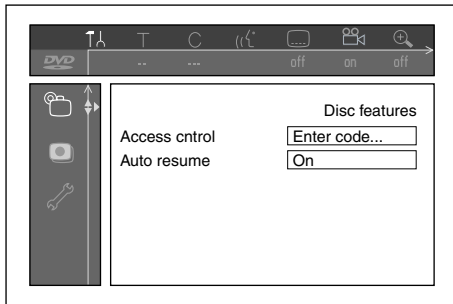 T C
DVD -- --- off on off
Disc features
Access cntrol Enter code...
Auto resume On